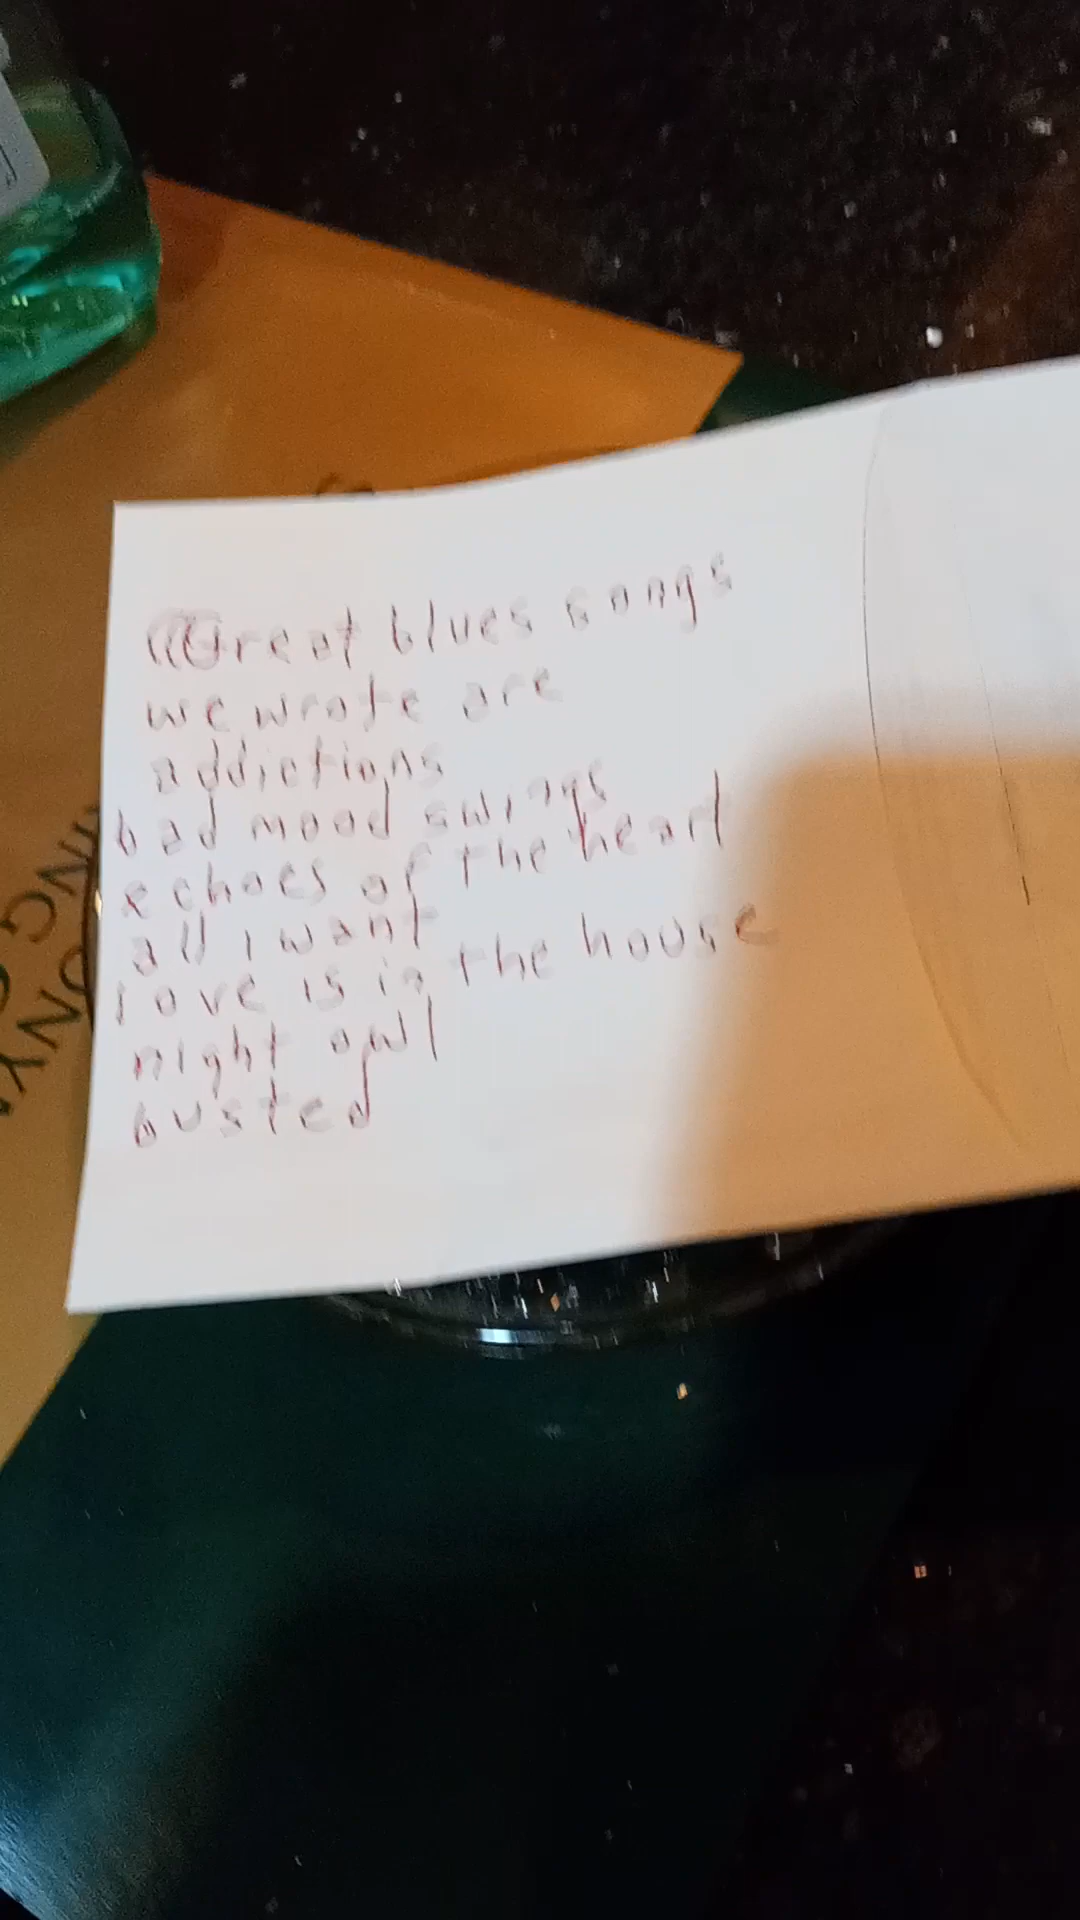 Great blues songs
we wrote are
addictions
bad mood swings
echoes of the heart
all i want
love is in the house
night owl
busted